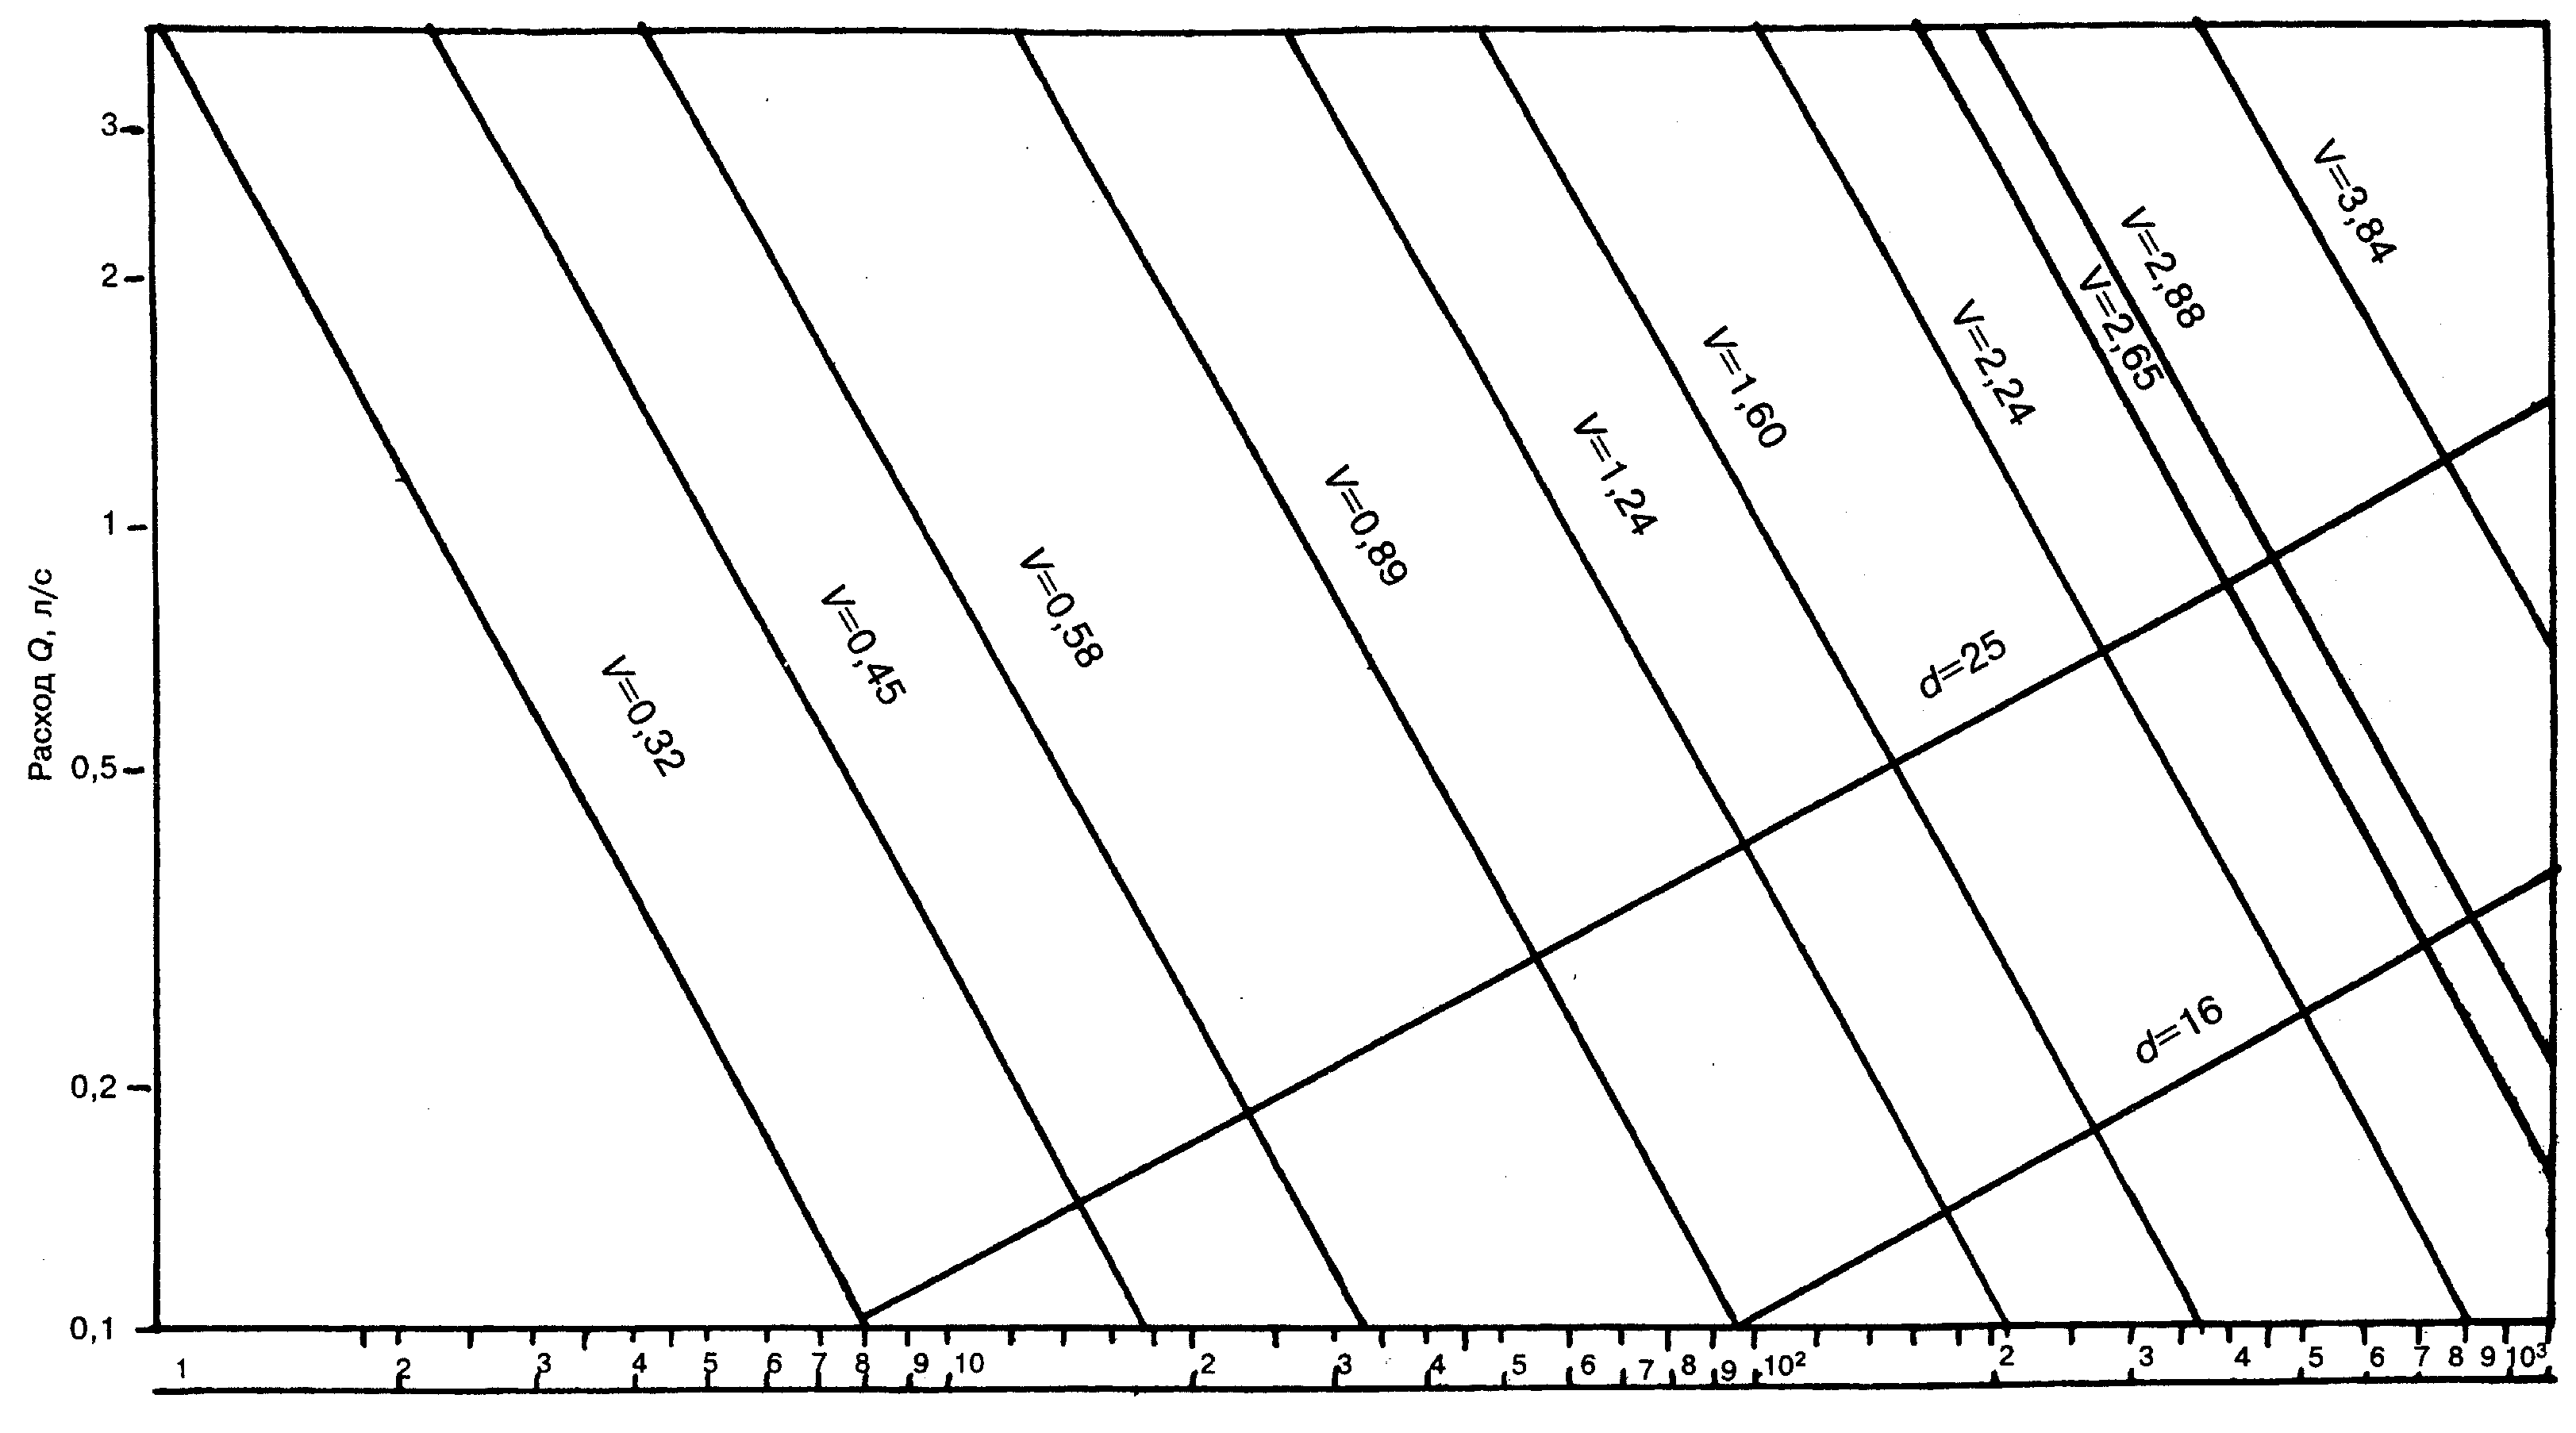 3
2
1
0,5
0,2
0,1
Расход Q, л/с
V=0,32
V=0,45
V=0,58
V=0,89
V=1,24
V=1,60
V=2,24
V=2,65
V=2,88
V=3,84
d=25
d=16
1 2 3 4 5 6 7 8 9 10 2 3 4 5 6 7 8 9 10² 2 3 4 5 6 7 8 9 10³